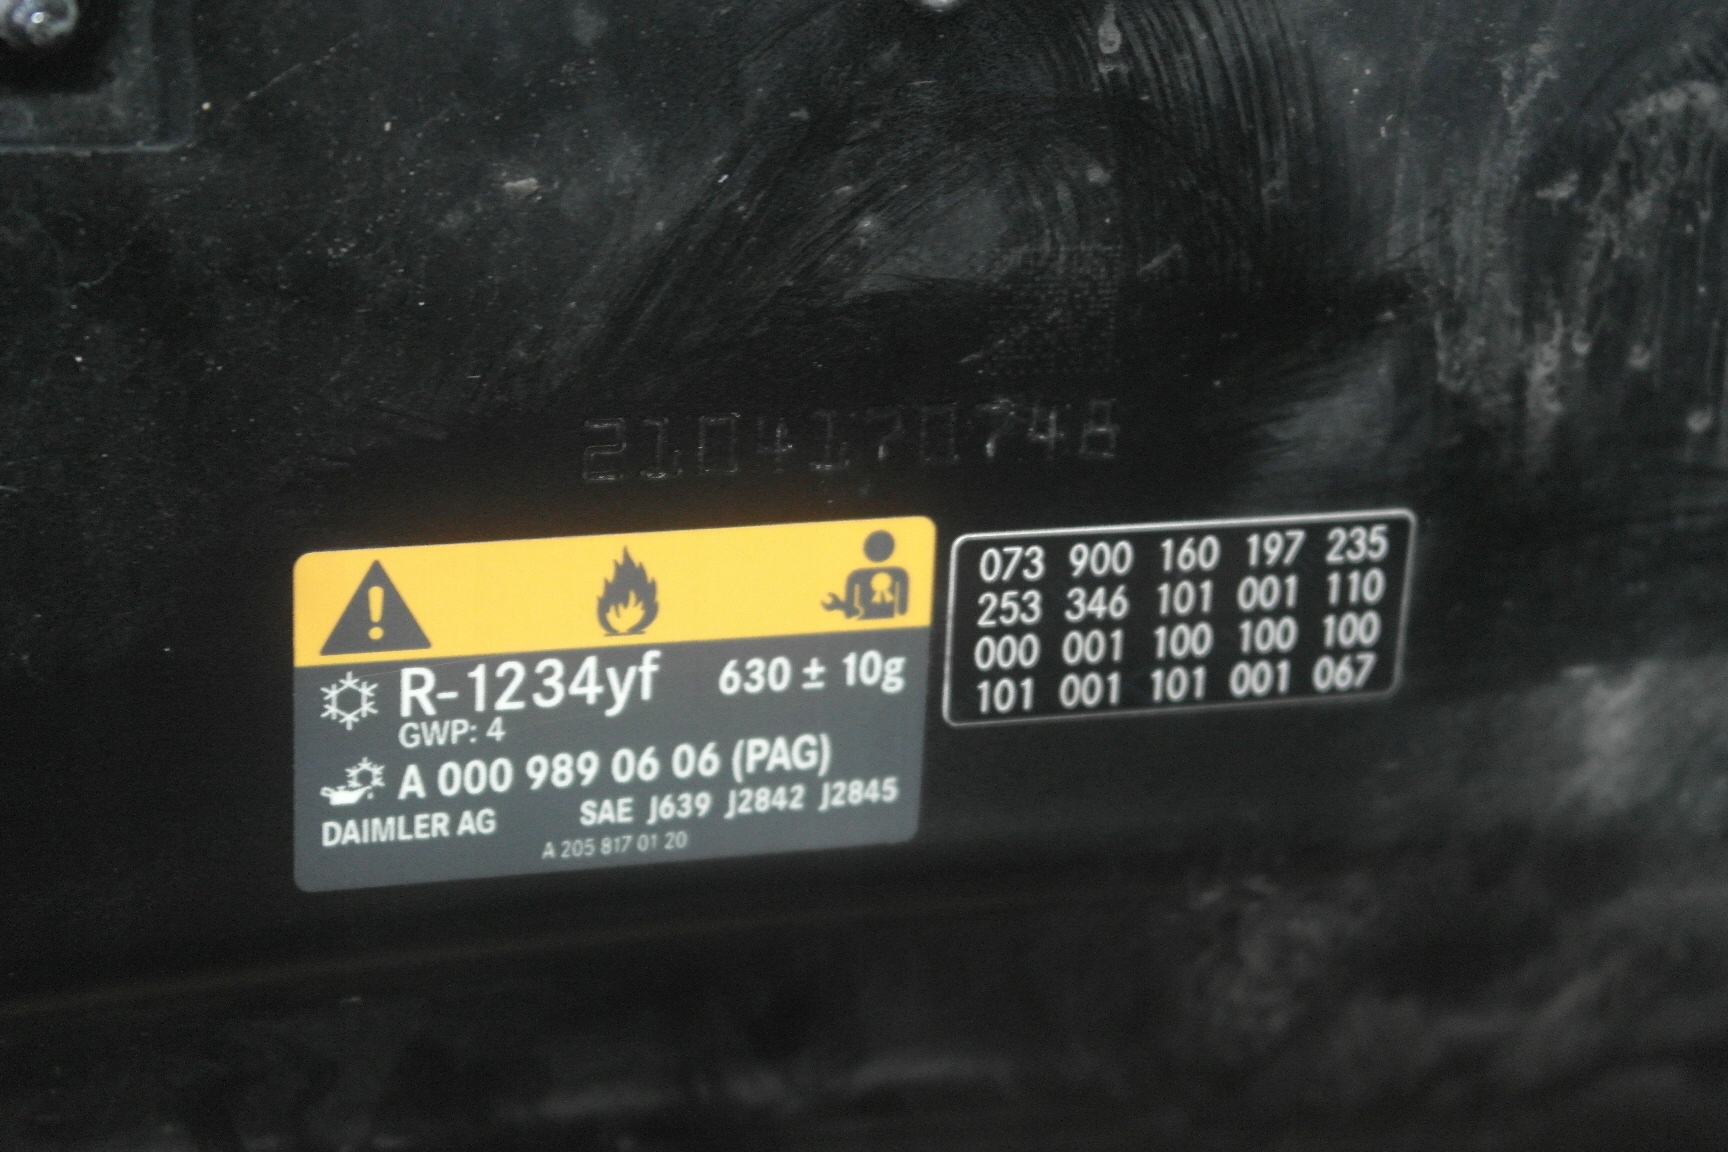 2104170748
R-1234yf 630 ± 10g
GWP: 4
A 000 989 06 06 (PAG)
DAIMLER AG SAE J639 J2842 J2845
A 205 817 01 20
073 900 160 197 235
253 346 101 001 110
000 001 100 100 100
101 001 101 001 067